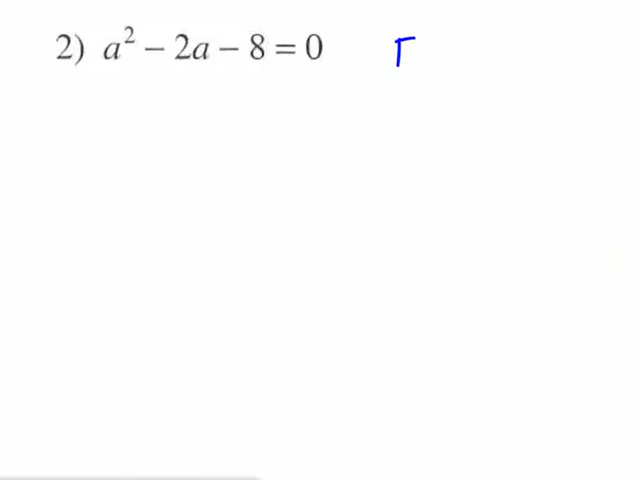 2) a² – 2a – 8 = 0